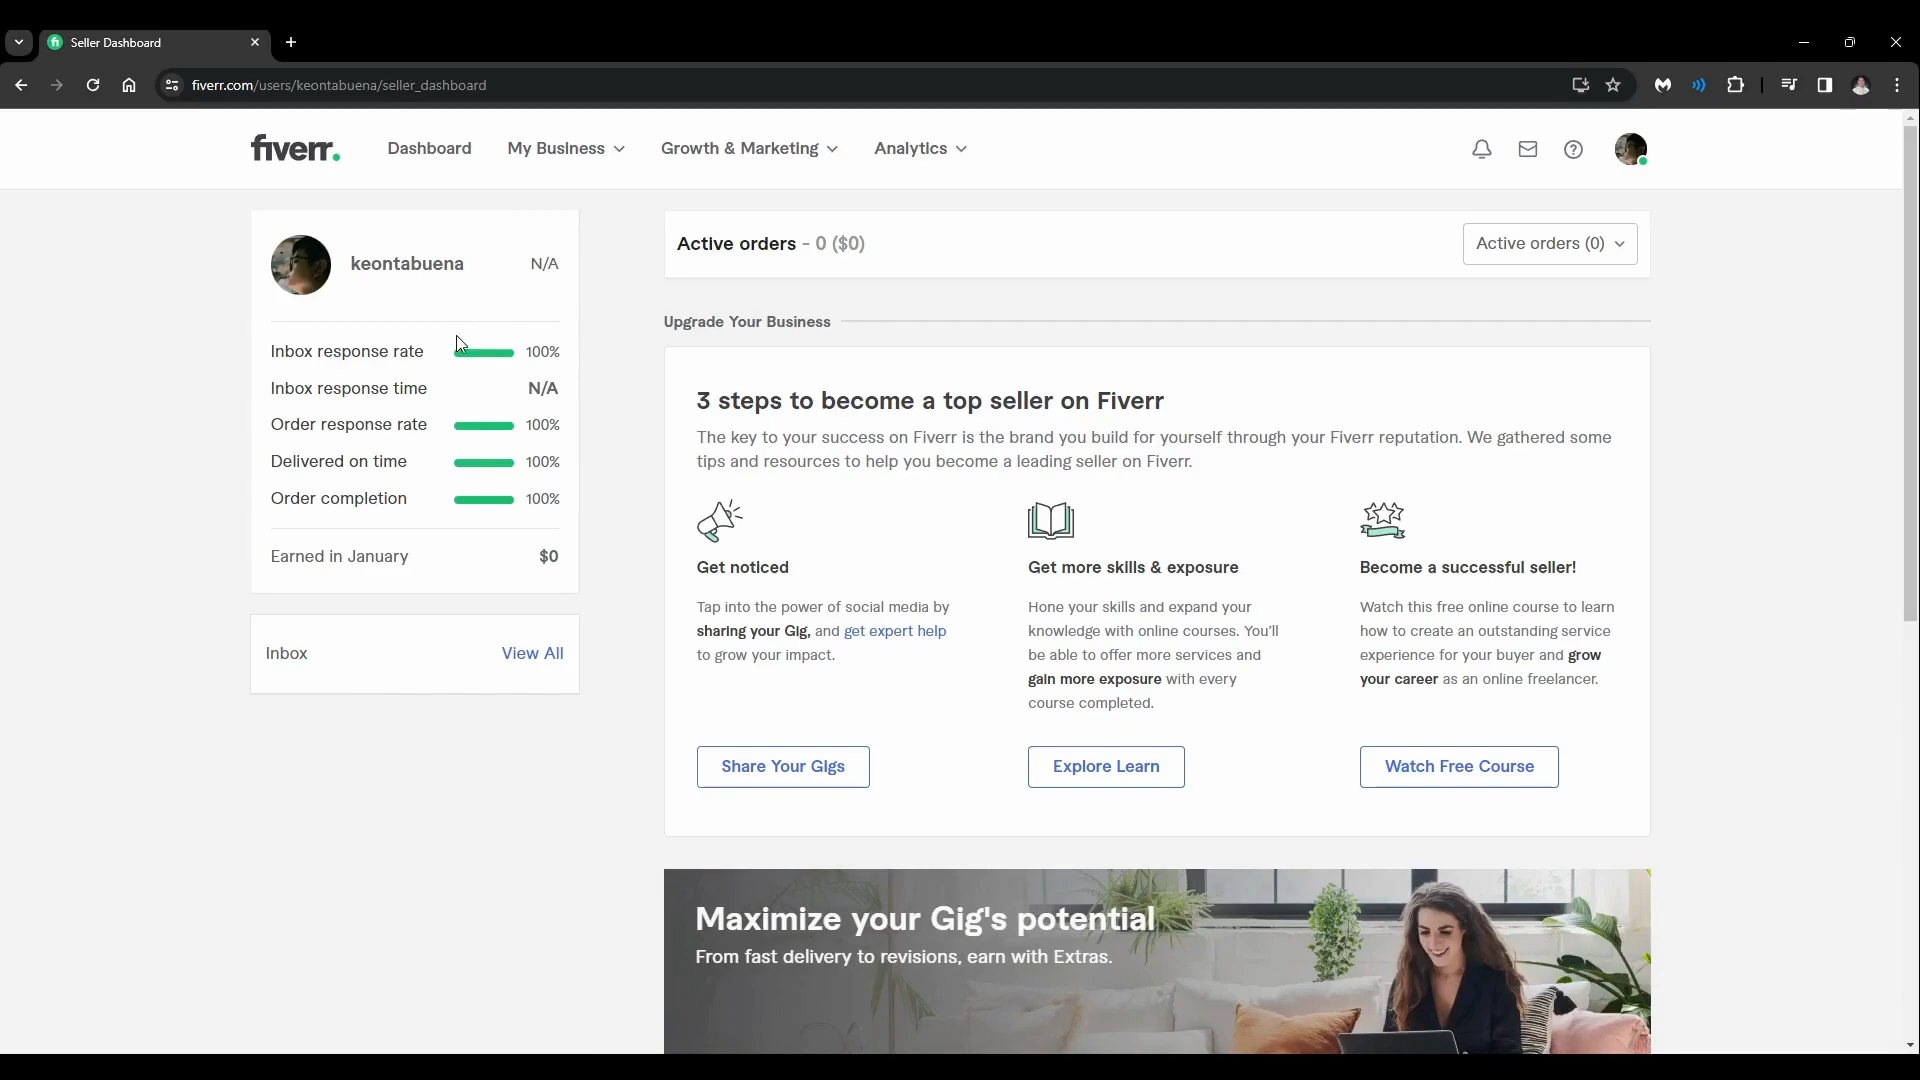 Seller Dashboard
fiverr.com/users/keontabuena/seller_dashboard
fiverr.
Dashboard
My Business
Growth & Marketing
Analytics
keontabuena
N/A
Inbox response rate
100%
Inbox response time
N/A
Order response rate
100%
Delivered on time
100%
Order completion
100%
Earned in January
$0
Inbox
View All
Active orders - 0 ($0)
Active orders (0)
Upgrade Your Business
3 steps to become a top seller on Fiverr
The key to your success on Fiverr is the brand you build for yourself through your Fiverr reputation. We gathered some
tips and resources to help you become a leading seller on Fiverr.
Get noticed
Tap into the power of social media by
sharing your Gig, and get expert help
to grow your impact.
Share Your Gigs
Get more skills & exposure
Hone your skills and expand your
knowledge with online courses. You'll
be able to offer more services and
gain more exposure with every
course completed.
Explore Learn
Become a successful seller!
Watch this free online course to learn
how to create an outstanding service
experience for your buyer and grow
your career as an online freelancer.
Watch Free Course
Maximize your Gig's potential
From fast delivery to revisions, earn with Extras.